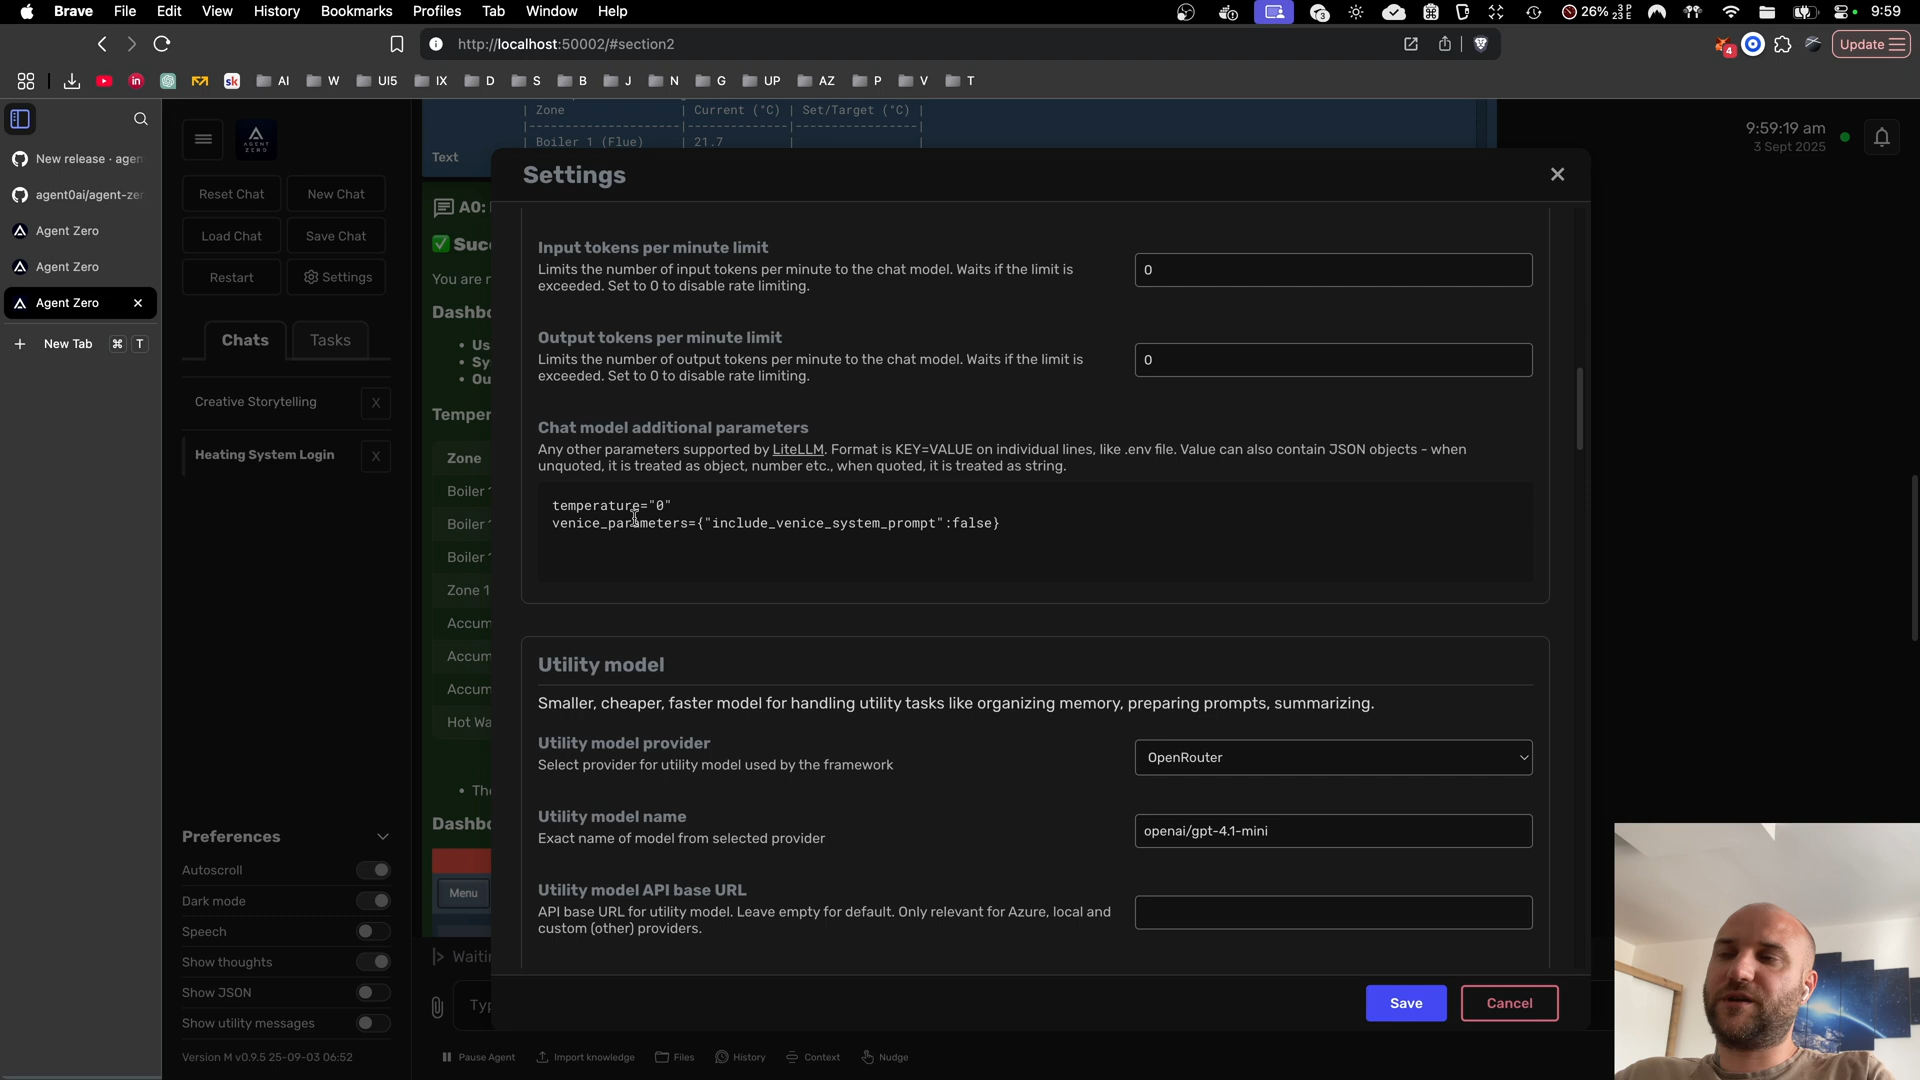 Brave File Edit View History Bookmarks Profiles Tab Window Help
26% 9:59
http://localhost:50002/#section2
Update
AI W UI5 IX D S B J N G UP AZ P V T
New release · agen
agent0ai/agent-zer
Agent Zero
Agent Zero
Agent Zero
New Tab ⌘ T
AGENT ZERO
Reset Chat New Chat
Load Chat Save Chat
Restart Settings
Chats Tasks
Creative Storytelling X
Heating System Login X
Preferences
Autoscroll
Dark mode
Speech
Show thoughts
Show JSON
Show utility messages
Version M v0.9.5 25-09-03 06:52
| Zone | Current (°C) | Set/Target (°C) |
|--------------------|--------------|-----------------|
| Boiler 1 (Flue) | 21.7 |
Text
A0:
Succ
You are r
Dashbo
Us
Sy
Ou
Temper
Zone
Boiler 1
Boiler 1
Boiler 1
Zone 1
Accum
Accum
Accum
Hot Wa
The
Dashbo
Menu
Waitin
Typ
Pause Agent Import knowledge Files History Context Nudge
9:59:19 am
3 Sept 2025
Settings
Input tokens per minute limit
Limits the number of input tokens per minute to the chat model. Waits if the limit is
exceeded. Set to 0 to disable rate limiting.
0
Output tokens per minute limit
Limits the number of output tokens per minute to the chat model. Waits if the limit is
exceeded. Set to 0 to disable rate limiting.
0
Chat model additional parameters
Any other parameters supported by LiteLLM. Format is KEY=VALUE on individual lines, like .env file. Value can also contain JSON objects - when
unquoted, it is treated as object, number etc., when quoted, it is treated as string.
temperature="0"
venice_parameters={"include_venice_system_prompt":false}
Utility model
Smaller, cheaper, faster model for handling utility tasks like organizing memory, preparing prompts, summarizing.
Utility model provider
Select provider for utility model used by the framework
OpenRouter
Utility model name
Exact name of model from selected provider
openai/gpt-4.1-mini
Utility model API base URL
API base URL for utility model. Leave empty for default. Only relevant for Azure, local and
custom (other) providers.
Save Cancel